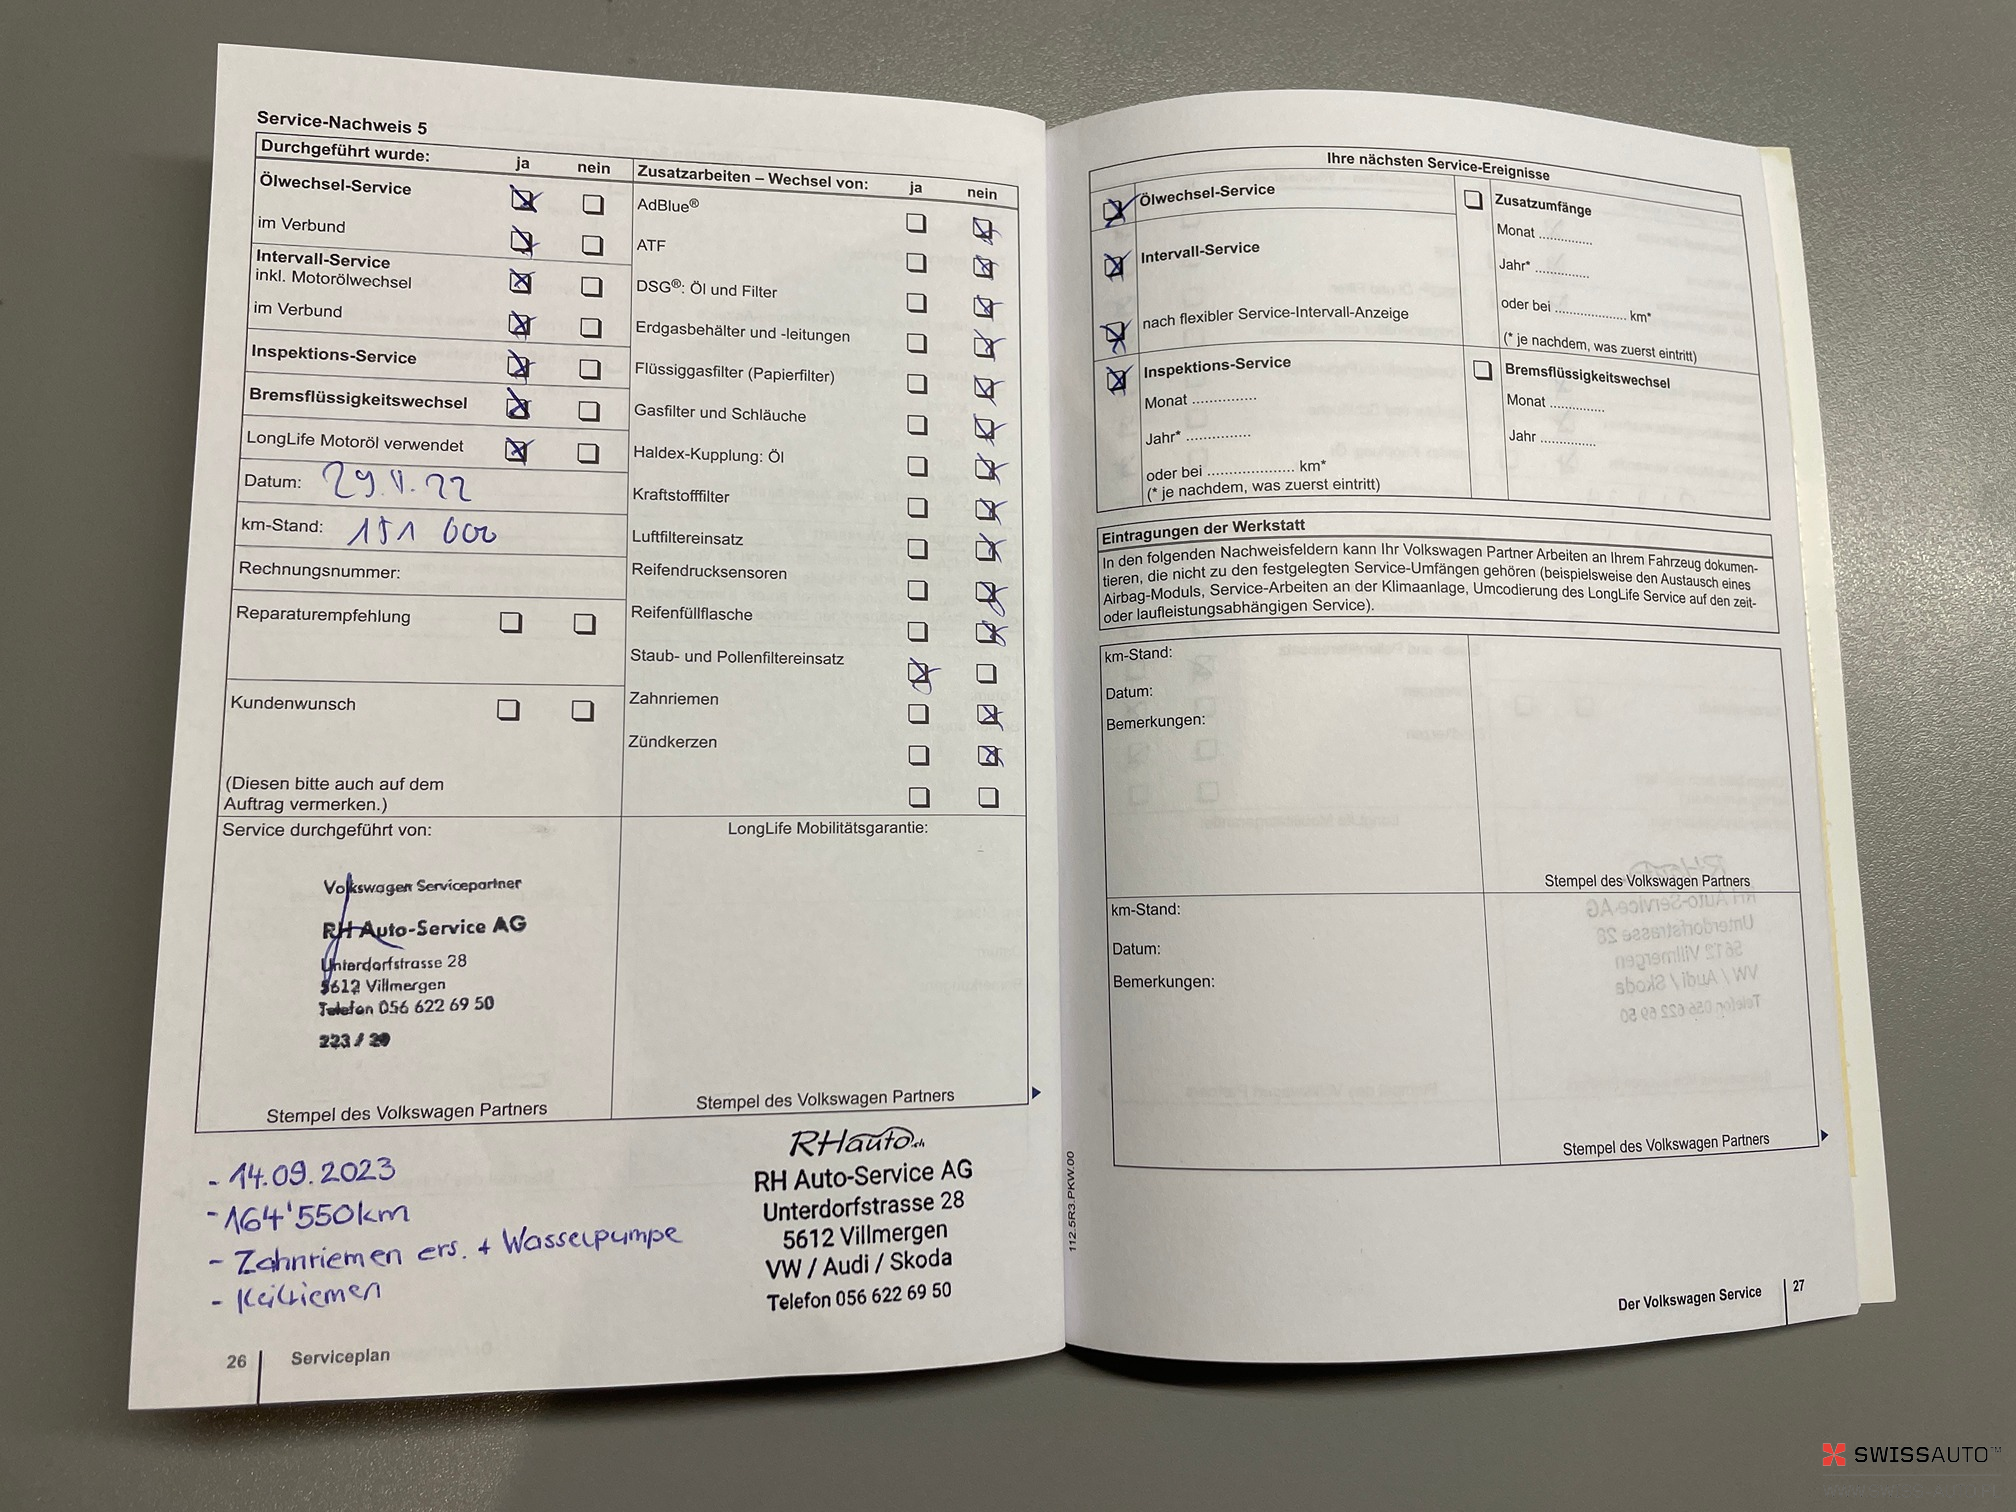 Service-Nachweis 5
Durchgeführt wurde: ja nein
Ölwechsel-Service
im Verbund
Intervall-Service
inkl. Motorölwechsel
im Verbund
Inspektions-Service
Bremsflüssigkeitswechsel
LongLife Motoröl verwendet
Datum: 29.V.22
km-Stand: 151 600
Rechnungsnummer:
Reparaturempfehlung
Kundenwunsch
(Diesen bitte auch auf dem
Auftrag vermerken.)
Zusatzarbeiten – Wechsel von: ja nein
AdBlue®
ATF
DSG®: Öl und Filter
Erdgasbehälter und -leitungen
Flüssiggasfilter (Papierfilter)
Gasfilter und Schläuche
Haldex-Kupplung: Öl
Kraftstofffilter
Luftfiltereinsatz
Reifendrucksensoren
Reifenfüllflasche
Staub- und Pollenfiltereinsatz
Zahnriemen
Zündkerzen
Service durchgeführt von:
Volkswagen Servicepartner
RH Auto-Service AG
Unterdorfstrasse 28
5612 Villmergen
Telefon 056 622 69 50
223 / 20
Stempel des Volkswagen Partners
LongLife Mobilitätsgarantie:
Stempel des Volkswagen Partners
- 14.09.2023
- 164'550km
- Zahnriemen ers. + Wasserpumpe
- Keilriemen
RHauto.ch
RH Auto-Service AG
Unterdorfstrasse 28
5612 Villmergen
VW / Audi / Skoda
Telefon 056 622 69 50
26 Serviceplan
Ihre nächsten Service-Ereignisse
Ölwechsel-Service
Intervall-Service
nach flexibler Service-Intervall-Anzeige
Inspektions-Service
Monat ..............
Jahr* ..............
oder bei ................... km*
(* je nachdem, was zuerst eintritt)
Zusatzumfänge
Monat ............
Jahr* ............
oder bei ................ km*
(* je nachdem, was zuerst eintritt)
Bremsflüssigkeitswechsel
Monat ............
Jahr ............
Eintragungen der Werkstatt
In den folgenden Nachweisfeldern kann Ihr Volkswagen Partner Arbeiten an Ihrem Fahrzeug dokumen-
tieren, die nicht zu den festgelegten Service-Umfängen gehören (beispielsweise den Austausch eines
Airbag-Moduls, Service-Arbeiten an der Klimaanlage, Umcodierung des LongLife Service auf den zeit-
oder laufleistungsabhängigen Service).
km-Stand:
Datum:
Bemerkungen:
Stempel des Volkswagen Partners
km-Stand:
Datum:
Bemerkungen:
Stempel des Volkswagen Partners
112.5R3.PKW.00
Der Volkswagen Service 27
SWISSAUTO™